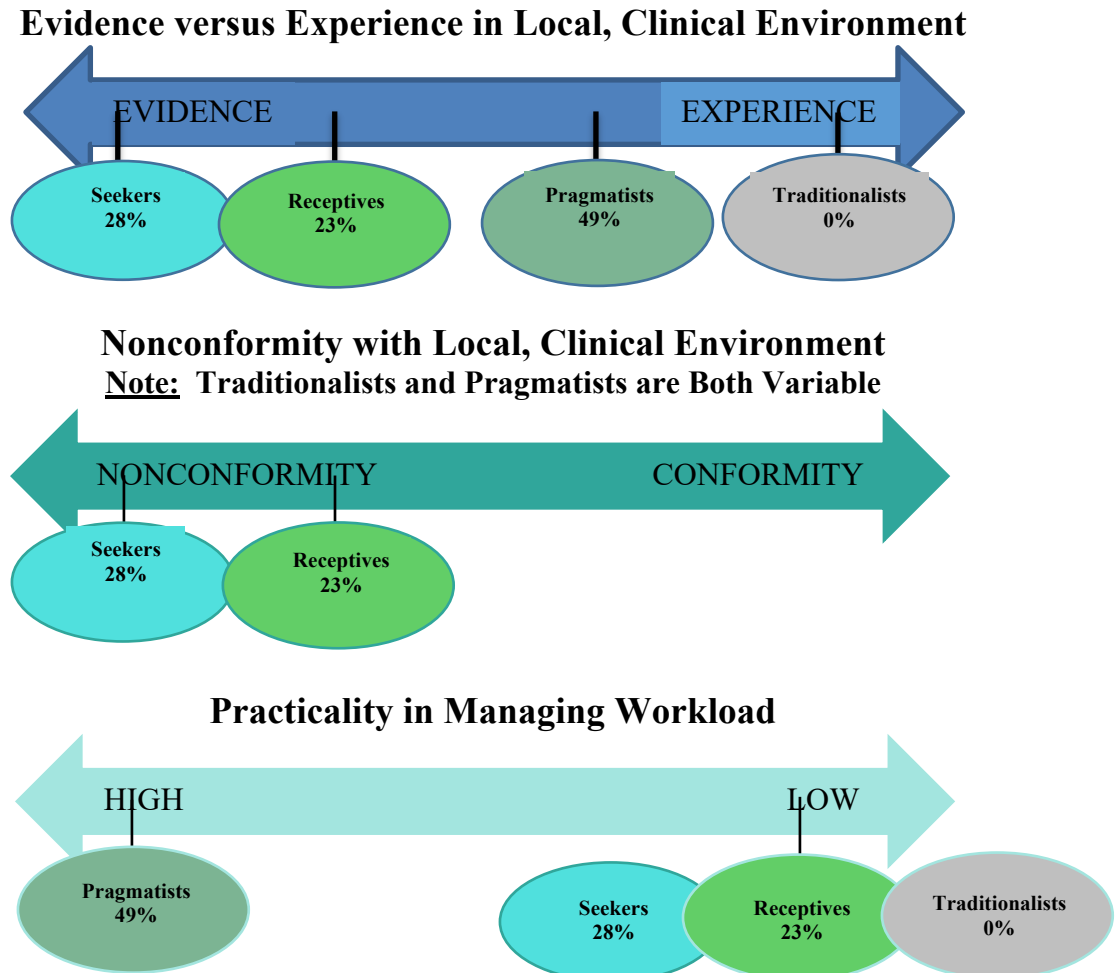 Evidence versus Experience in Local, Clinical Environment
EVIDENCE
EXPERIENCE
Seekers
28%
Receptives
23%
Pragmatists
49%
Traditionalists
0%
Nonconformity with Local, Clinical Environment
Note: Traditionalists and Pragmatists are Both Variable
NONCONFORMITY
CONFORMITY
Seekers
28%
Receptives
23%
Practicality in Managing Workload
HIGH
LOW
Pragmatists
49%
Seekers
28%
Receptives
23%
Traditionalists
0%